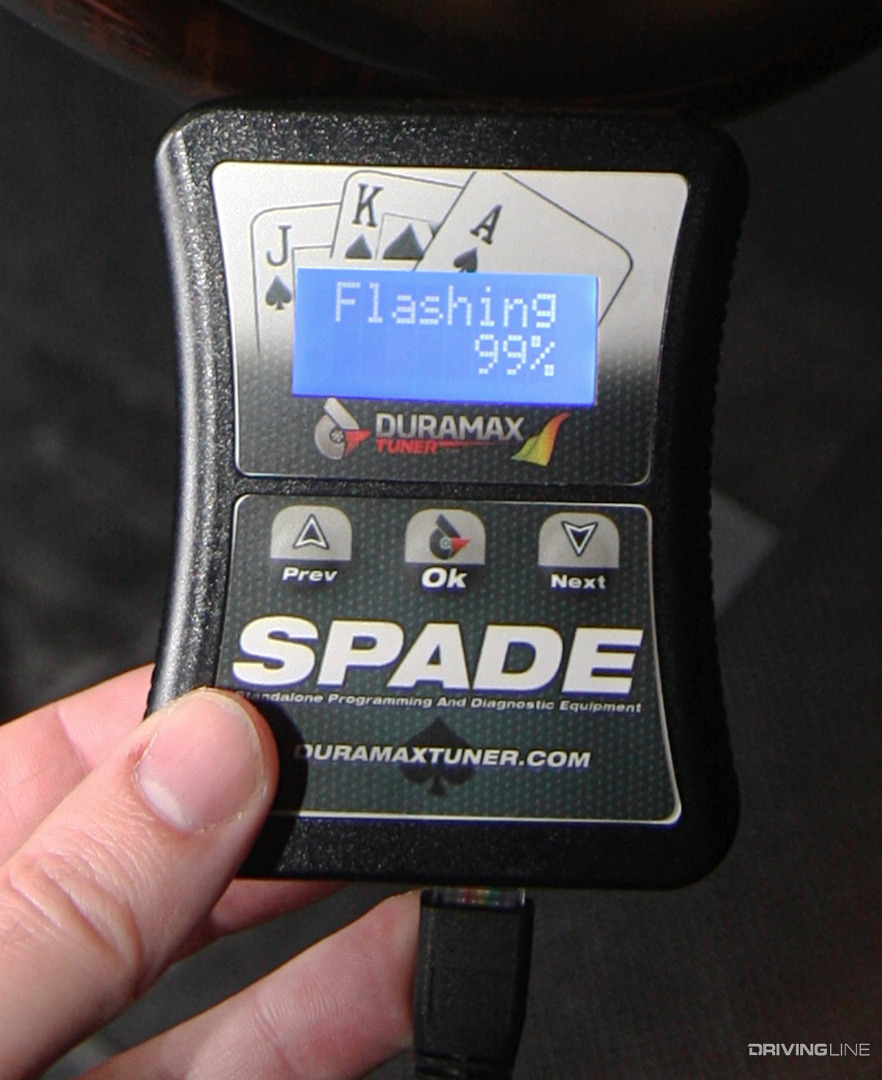 J
K
A
Flashing
99%
DURAMAX
TUNER
Prev
Ok
Next
SPADE
Standalone Programming And Diagnostic Equipment
DURAMAXTUNER.COM
DRIVINGLINE